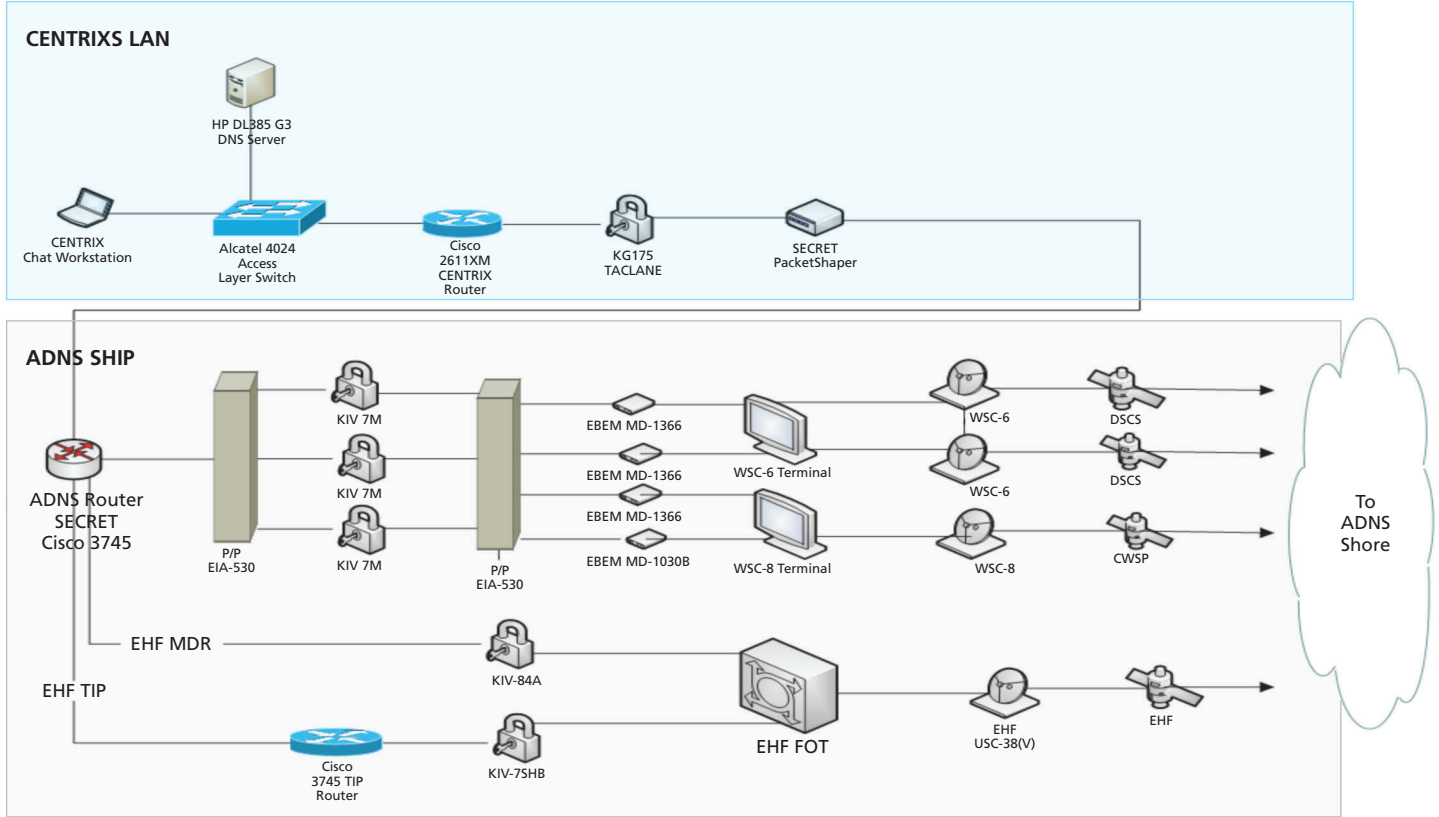 CENTRIXS LAN
HP DL385 G3
DNS Server
CENTRIX
Chat Workstation
Alcatel 4024
Access
Layer Switch
Cisco
2611XM
CENTRIX
Router
KG175
TACLANE
SECRET
PacketShaper
ADNS SHIP
KIV 7M
EBEM MD-1366
WSC-6
DSCS
WSC-6 Terminal
KIV 7M
EBEM MD-1366
WSC-6
DSCS
ADNS Router
SECRET
Cisco 3745
EBEM MD-1366
To
ADNS
Shore
P/P
EIA-530
KIV 7M
P/P
EIA-530
EBEM MD-1030B
WSC-8 Terminal
WSC-8
CWSP
EHF MDR
KIV-84A
EHF TIP
EHF FOT
EHF
USC-38(V)
EHF
Cisco
3745 TIP
Router
KIV-7SHB